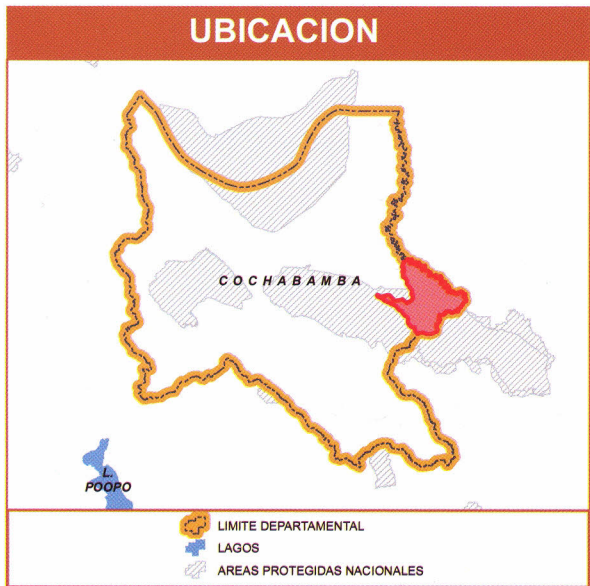 UBICACION
COCHABAMBA
L.
POOPO
LIMITE DEPARTAMENTAL
LAGOS
AREAS PROTEGIDAS NACIONALES